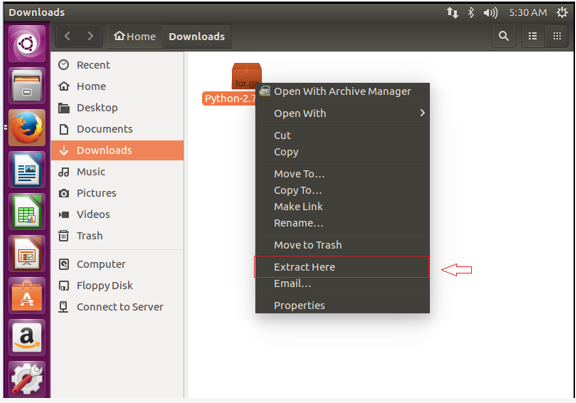 Downloads
5:30 AM
Home
Downloads
Recent
Home
Desktop
Documents
Downloads
Music
Pictures
Videos
Trash
Computer
Floppy Disk
Connect to Server
tar.gz
Python-2.7
Open With Archive Manager
Open With
Cut
Copy
Move To...
Copy To...
Make Link
Rename...
Move to Trash
Extract Here
Email...
Properties